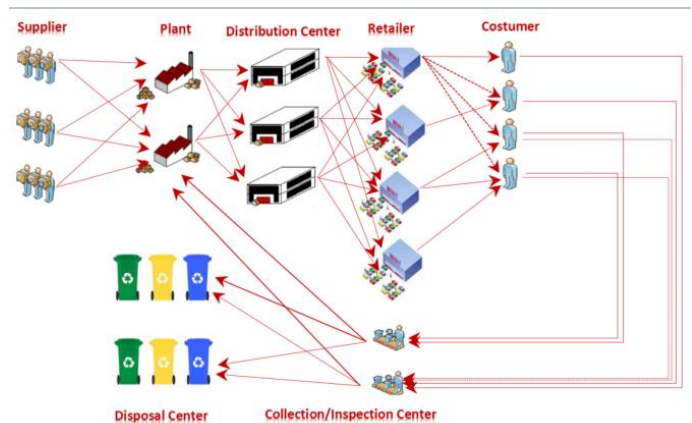 Supplier
Plant
Distribution Center
Retailer
Costumer
Disposal Center
Collection/Inspection Center